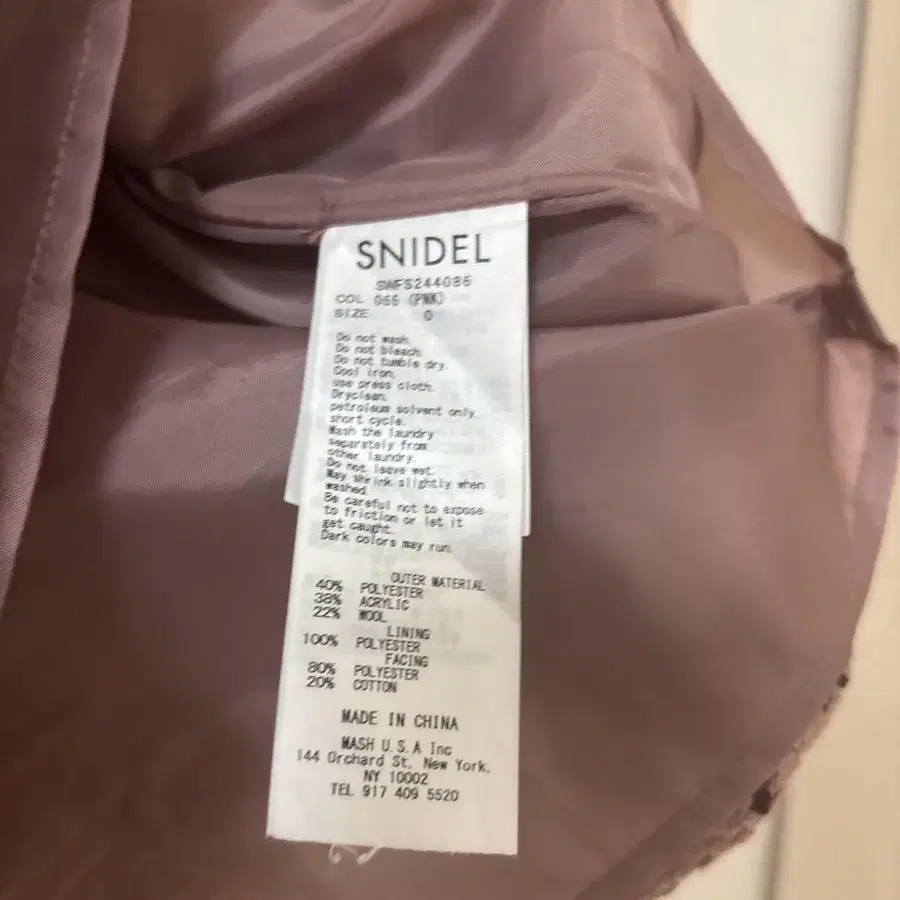 SNIDEL
SWFS244086
COL 066 (PNK)
SIZE 0
Do not wash.
Do not bleach.
Do not tumble dry.
Cool iron.
use press cloth.
Dryclean.
petroleum solvent only.
short cycle.
Wash the laundry
separately from
other laundry.
Do not leave wet.
May shrink slightly when
washed.
Be careful not to expose
to friction or let it
get caught.
Dark colors may run.
OUTER MATERIAL
40% POLYESTER
38% ACRYLIC
22% WOOL
LINING
100% POLYESTER
FACING
80% POLYESTER
20% COTTON
MADE IN CHINA
MASH U.S.A Inc
144 Orchard St, New York,
NY 10002
TEL 917 409 5520